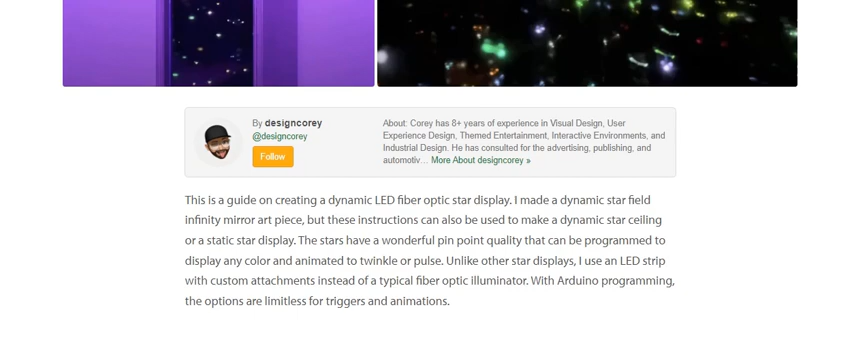 By designcorey
@designcorey
Follow
About: Corey has 8+ years of experience in Visual Design, User
Experience Design, Themed Entertainment, Interactive Environments, and
Industrial Design. He has consulted for the advertising, publishing, and
automotiv… More About designcorey »
This is a guide on creating a dynamic LED fiber optic star display. I made a dynamic star field
infinity mirror art piece, but these instructions can also be used to make a dynamic star ceiling
or a static star display. The stars have a wonderful pin point quality that can be programmed to
display any color and animated to twinkle or pulse. Unlike other star displays, I use an LED strip
with custom attachments instead of a typical fiber optic illuminator. With Arduino programming,
the options are limitless for triggers and animations.